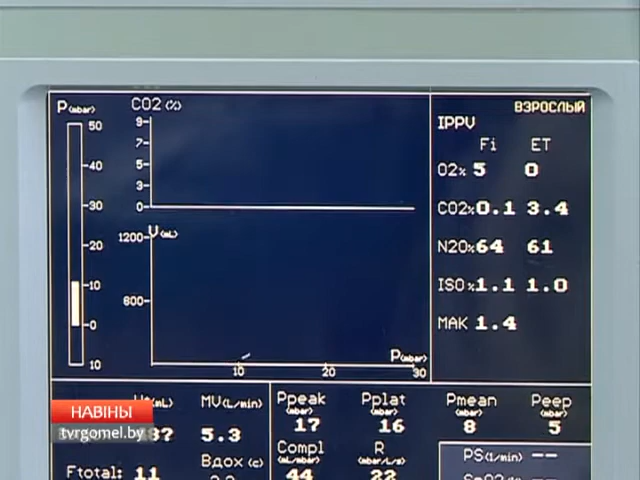 P(mbar)
50
40
30
20
10
0
10
CO2(%)
9
7
5
3
0
1200
V(mL)
600
10
20
30
P(mbar)
ВЗРОСЛЫЙ
IPPV
Fi ET
O2% 5 0
CO2% 0.1 3.4
N2O% 64 61
ISO% 1.1 1.0
МАК 1.4
(mL) MV(L/min)
5.3
Ppeak (mbar) Pplat (mbar) Pmean (mbar) Peep (mbar)
17 16 8 5
Compl (mL/mbar) R (mbar/L/s)
44 22
PS(l/min) --
Вдох (с)
Ftotal: 11
НАВIНЫ
tvrgomel.by